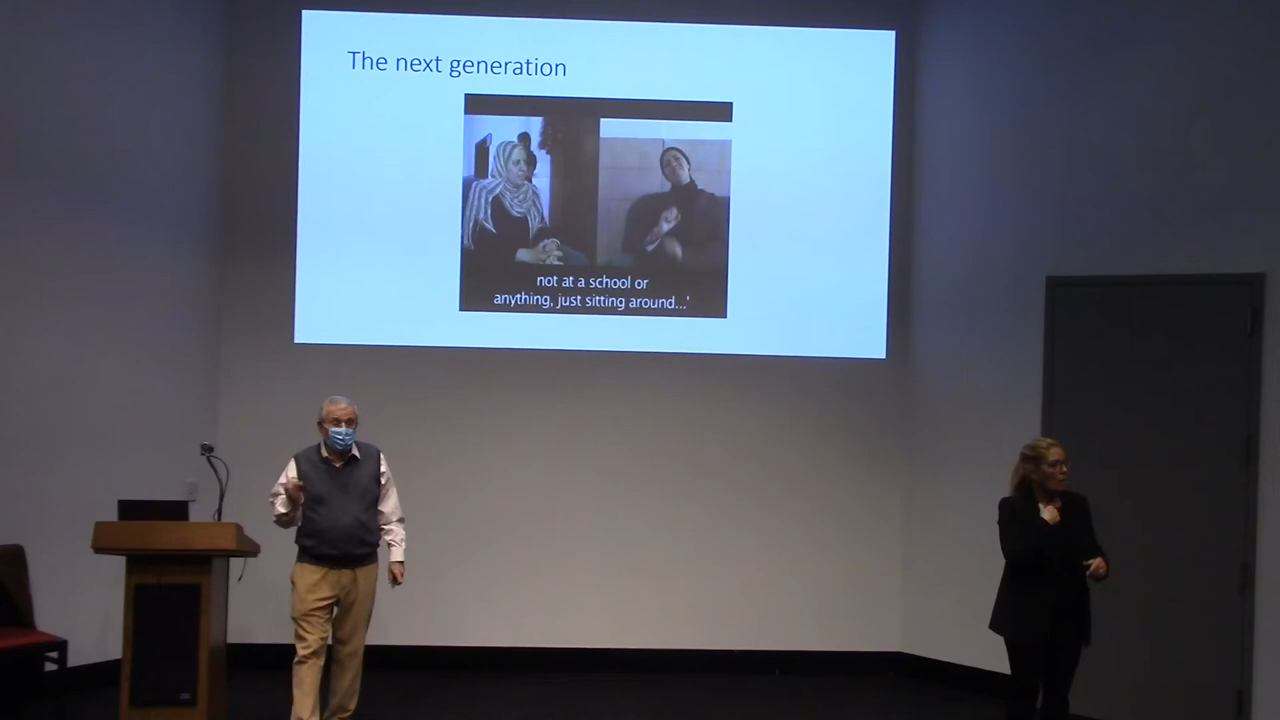 The next generation
not at a school or
anything, just sitting around...'